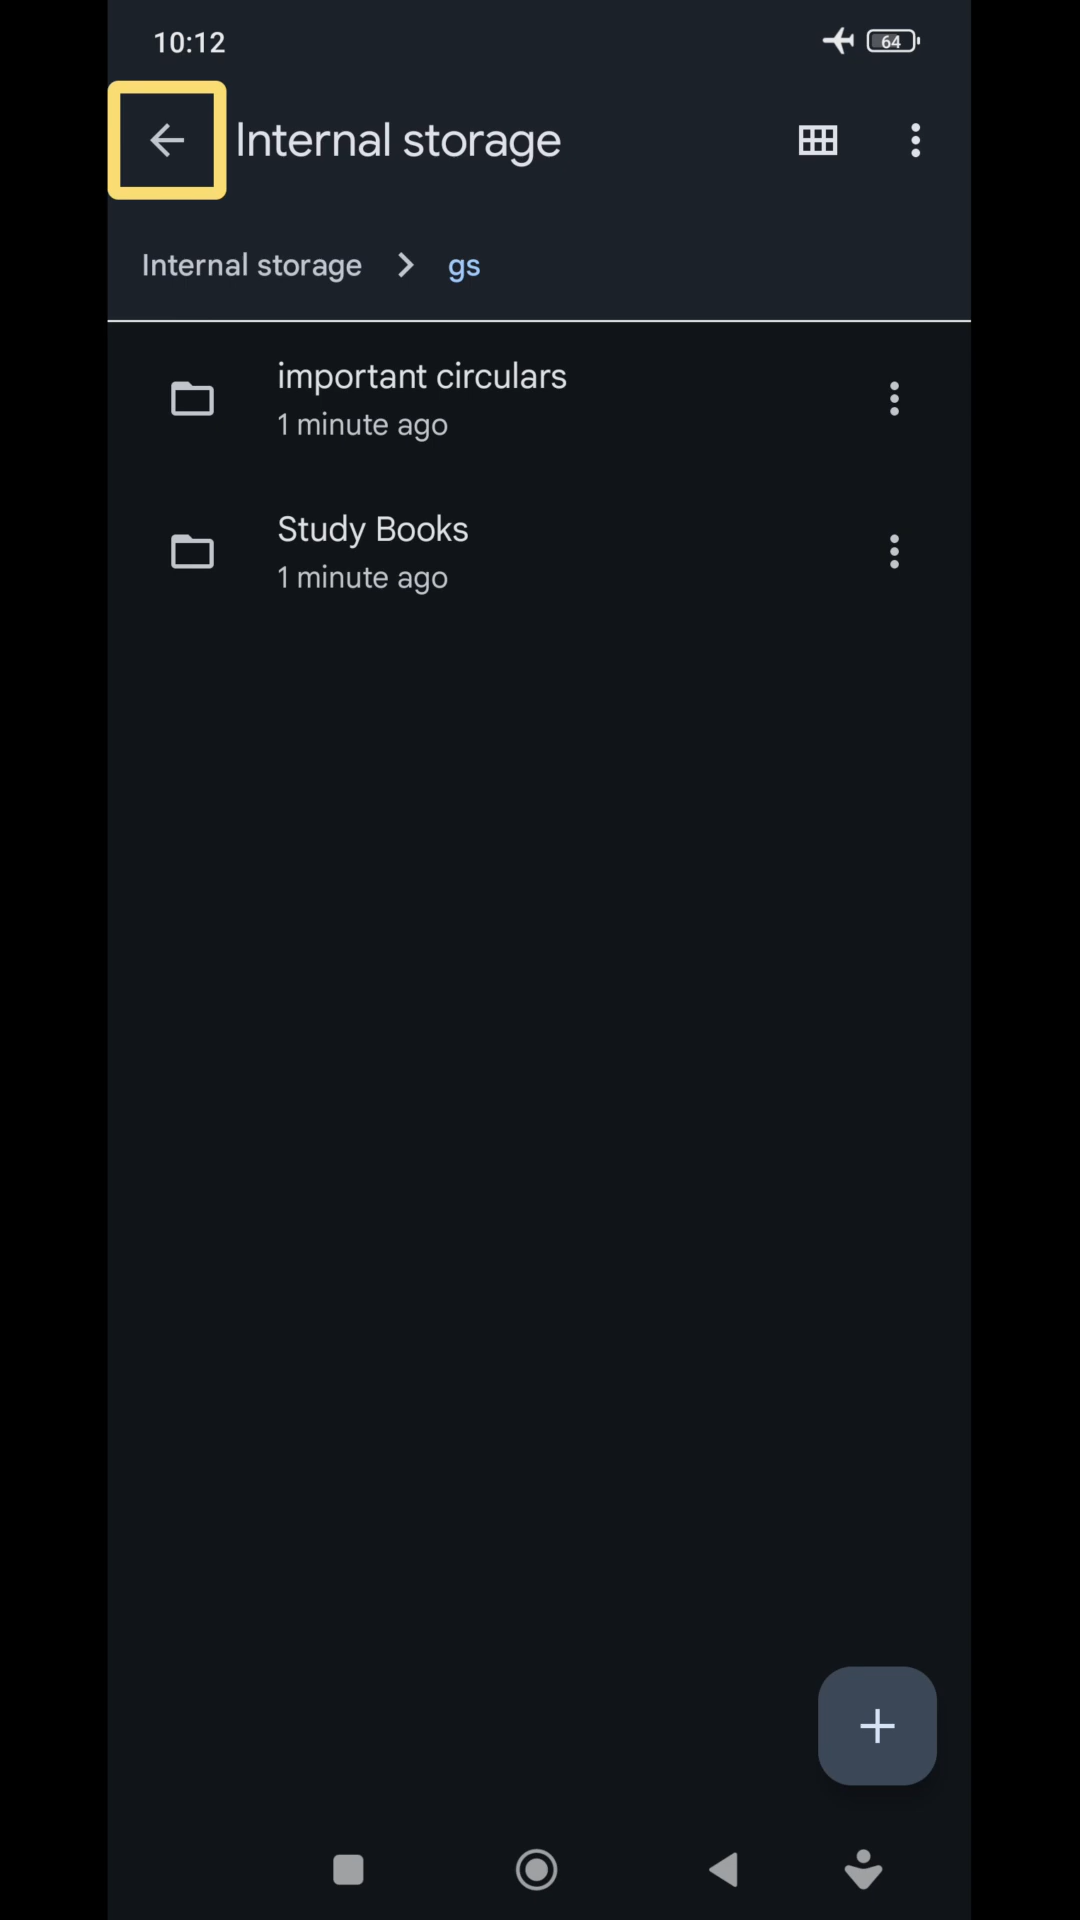 10:12
64
Internal storage
Internal storage > gs
important circulars
1 minute ago
Study Books
1 minute ago